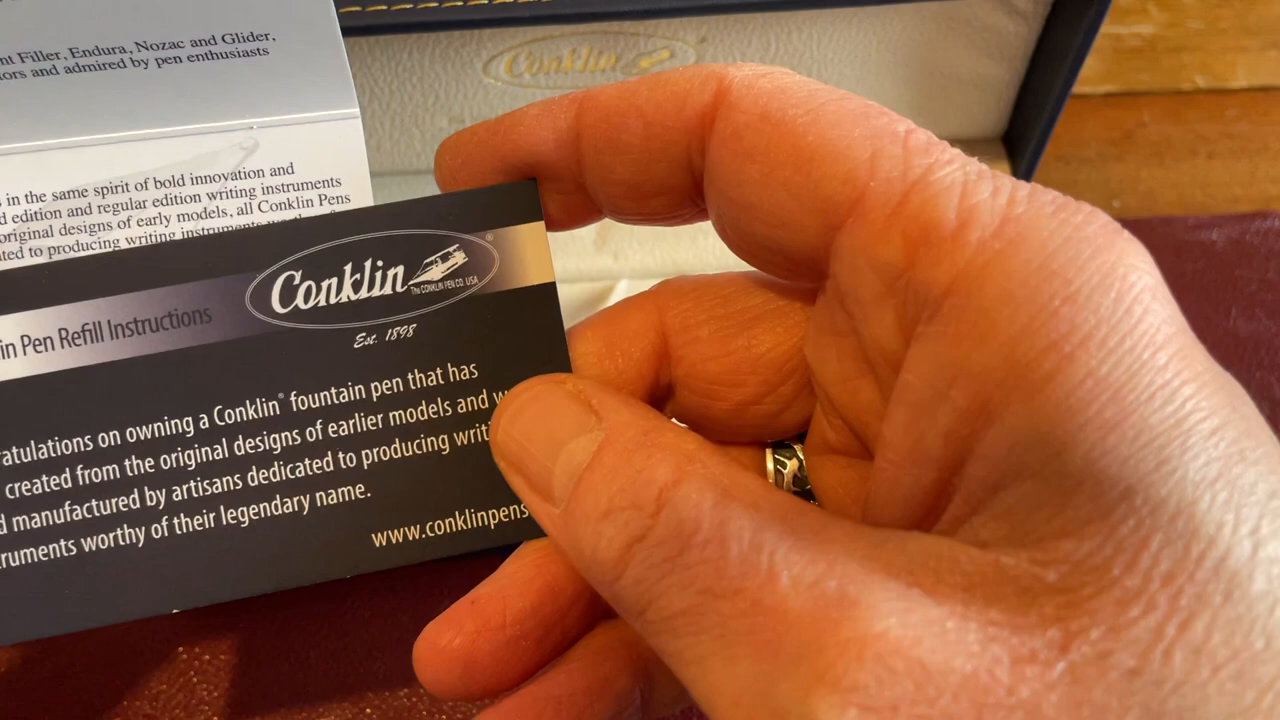 nt Filler, Endura, Nozac and Glider,
ors and admired by pen enthusiasts
Conklin
s in the same spirit of bold innovation and
d edition and regular edition writing instruments
original designs of early models, all Conklin Pens
ted to producing writing instruments
Conklin®
The CONKLIN PEN CO. USA
in Pen Refill Instructions
Est. 1898
ratulations on owning a Conklin® fountain pen that has
created from the original designs of earlier models and w
d manufactured by artisans dedicated to producing writi
ruments worthy of their legendary name.
www.conklinpens